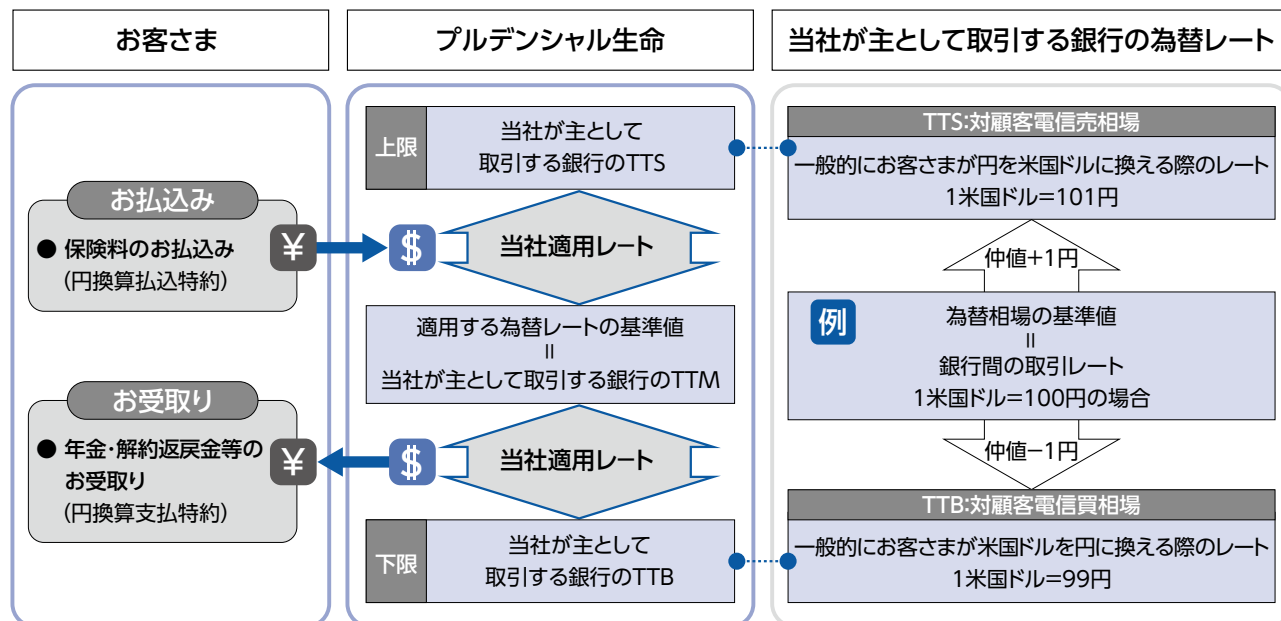 お客さま
お払込み
● 保険料のお払込み
(円換算払込特約)
¥
お受取り
● 年金・解約返戻金等の
お受取り
(円換算支払特約)
¥
プルデンシャル生命
上限
当社が主として
取引する銀行のTTS
$
当社適用レート
適用する為替レートの基準値
=
当社が主として取引する銀行のTTM
$
当社適用レート
下限
当社が主として
取引する銀行のTTB
当社が主として取引する銀行の為替レート
TTS:対顧客電信売相場
一般的にお客さまが円を米国ドルに換える際のレート
1米国ドル=101円
仲値+1円
例
為替相場の基準値
=
銀行間の取引レート
1米国ドル=100円の場合
仲値−1円
TTB:対顧客電信買相場
一般的にお客さまが米国ドルを円に換える際のレート
1米国ドル=99円